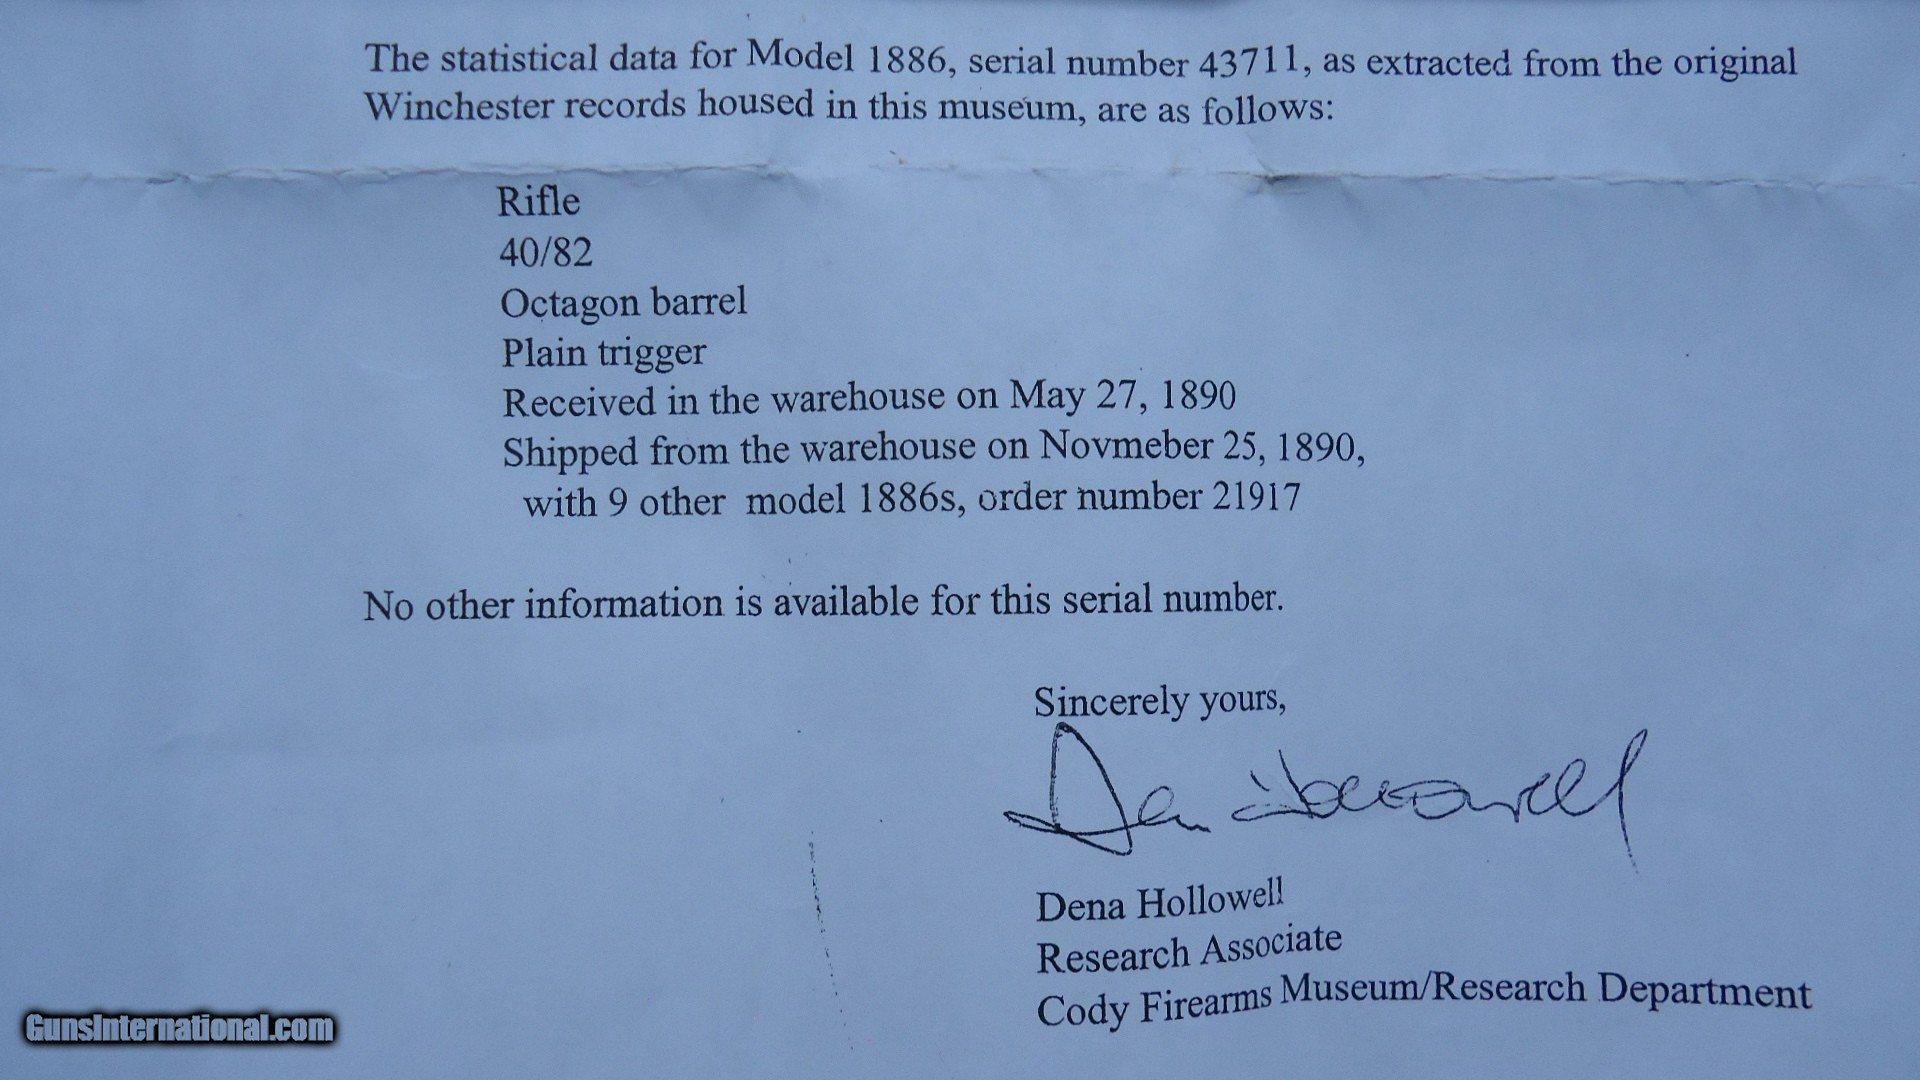 The statistical data for Model 1886, serial number 43711, as extracted from the original
Winchester records housed in this museum, are as follows:
Rifle
40/82
Octagon barrel
Plain trigger
Received in the warehouse on May 27, 1890
Shipped from the warehouse on Novmeber 25, 1890,
with 9 other model 1886s, order number 21917
No other information is available for this serial number.
Sincerely yours,
Dena Hollowell
Dena Hollowell
Research Associate
Cody Firearms Museum/Research Department
GunsInternational.com